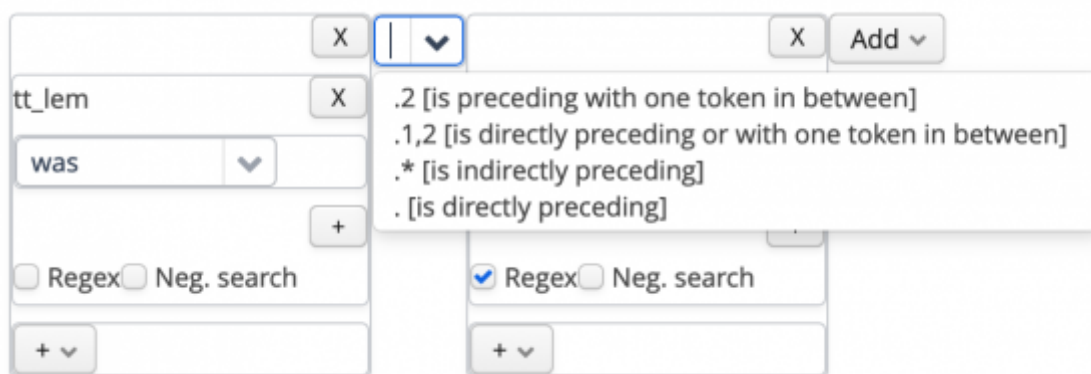 X X Add
tt_lem X
.2 [is preceding with one token in between]
.1,2 [is directly preceding or with one token in between]
was
.* [is indirectly preceding]
. [is directly preceding]
+
Regex Neg. search Regex Neg. search
+ +